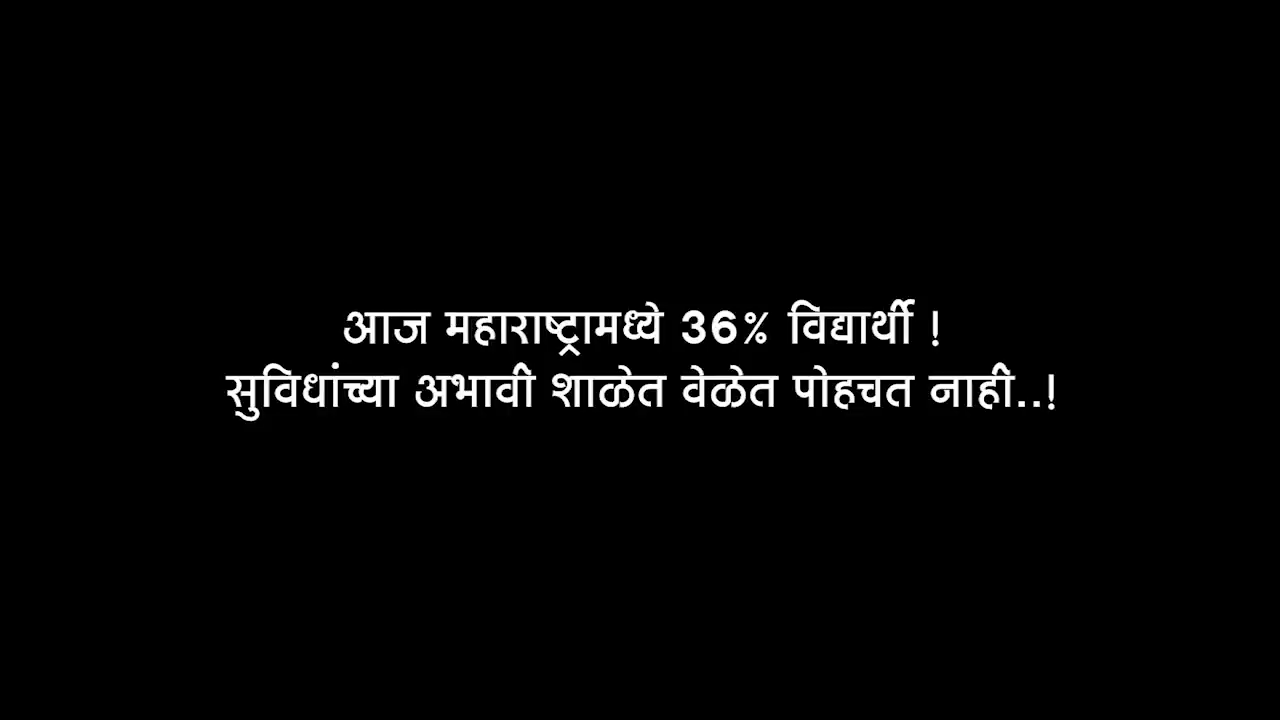 आज महाराष्ट्रामध्ये 36% विद्यार्थी !
सुविधांच्या अभावी शाळेत वेळेत पोहचत नाही..!